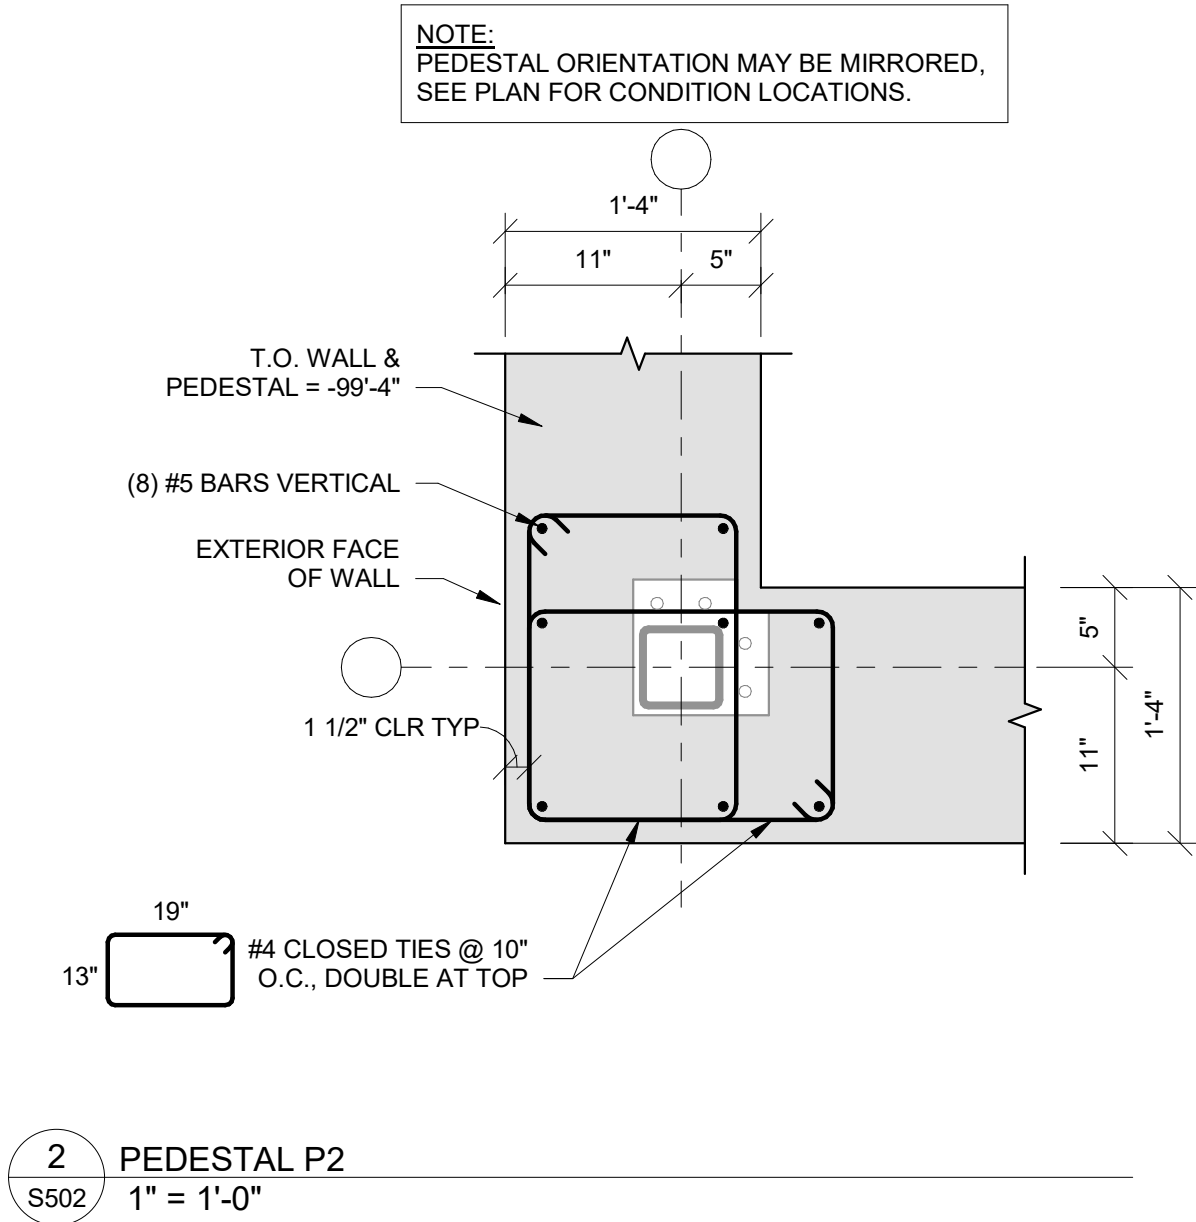 NOTE:
PEDESTAL ORIENTATION MAY BE MIRRORED,
SEE PLAN FOR CONDITION LOCATIONS.
1'-4"
11"
5"
T.O. WALL &
PEDESTAL = -99'-4"
(8) #5 BARS VERTICAL
EXTERIOR FACE
OF WALL
5"
1'-4"
11"
1 1/2" CLR TYP
19"
13"
#4 CLOSED TIES @ 10"
O.C., DOUBLE AT TOP
2
S502
PEDESTAL P2
1" = 1'-0"